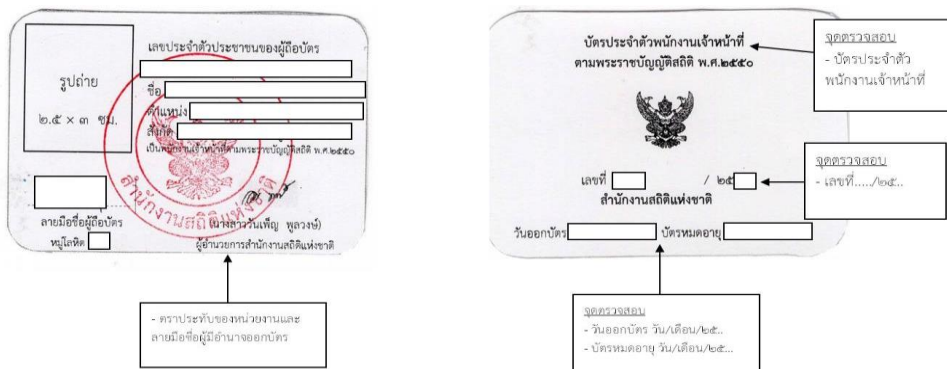 เลขประจำตัวประชาชนของผู้ถือบัตร
รูปถ่าย
๒.๕ × ๓ ซม.
ชื่อ
ตำแหน่ง
สังกัด
เป็นพนักงานเจ้าหน้าที่ตามพระราชบัญญัติสถิติ พ.ศ.๒๕๕๐
สำนักงานสถิติแห่งชาติ
ลายมือชื่อผู้ถือบัตร
หมู่โลหิต
(นางสาววันเพ็ญ พูลวงษ์)
ผู้อำนวยการสำนักงานสถิติแห่งชาติ
- ตราประทับของหน่วยงานและ
ลายมือชื่อผู้มีอำนาจออกบัตร
บัตรประจำตัวพนักงานเจ้าหน้าที่
ตามพระราชบัญญัติสถิติ พ.ศ.๒๕๕๐
เลขที่ / ๒๕
สำนักงานสถิติแห่งชาติ
วันออกบัตร บัตรหมดอายุ
จุดตรวจสอบ
- บัตรประจำตัว
พนักงานเจ้าหน้าที่
จุดตรวจสอบ
- เลขที่...../๒๕..
จุดตรวจสอบ
- วันออกบัตร วัน/เดือน/๒๕..
- บัตรหมดอายุ วัน/เดือน/๒๕...